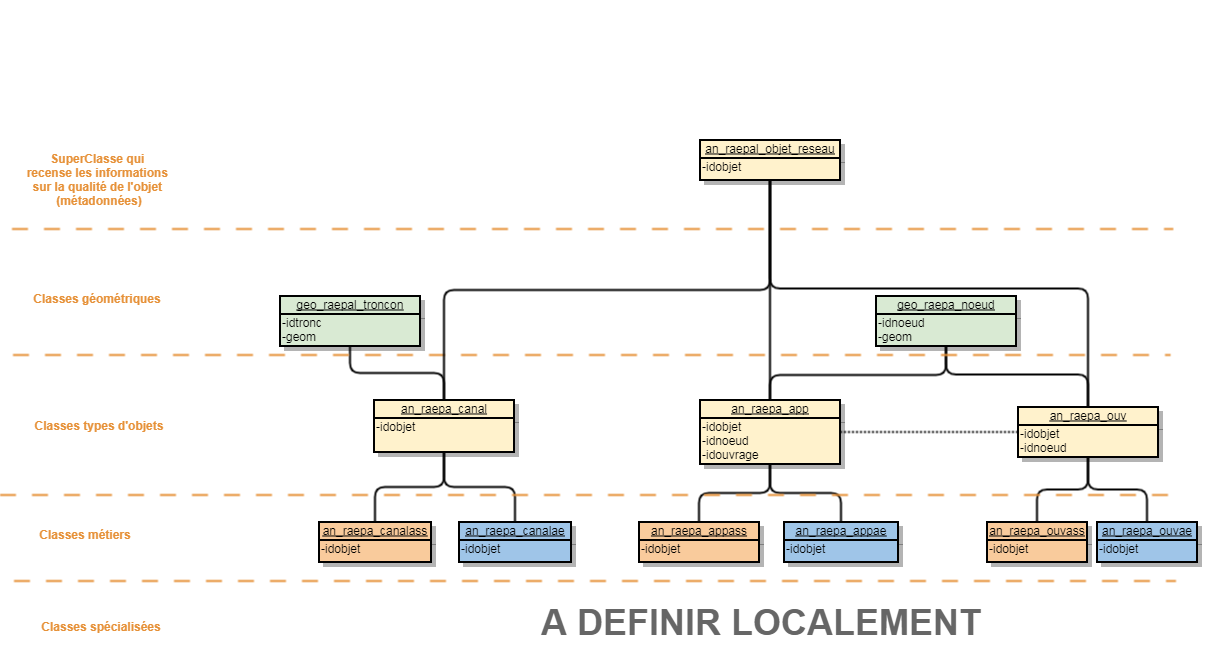 an_raepal_objet_reseau
-idobjet
SuperClasse qui
recense les informations
sur la qualité de l'objet
(métadonnées)
Classes géométriques
geo_raepal_troncon
-idtronc
-geom
geo_raepa_noeud
-idnoeud
-geom
Classes types d'objets
an_raepa_canal
-idobjet
an_raepa_app
-idobjet
-idnoeud
-idouvrage
an_raepa_ouv
-idobjet
-idnoeud
Classes métiers
an_raepa_canalass
-idobjet
an_raepa_canalae
-idobjet
an_raepa_appass
-idobjet
an_raepa_appae
-idobjet
an_raepa_ouvass
-idobjet
an_raepa_ouvae
-idobjet
Classes spécialisées
A DEFINIR LOCALEMENT